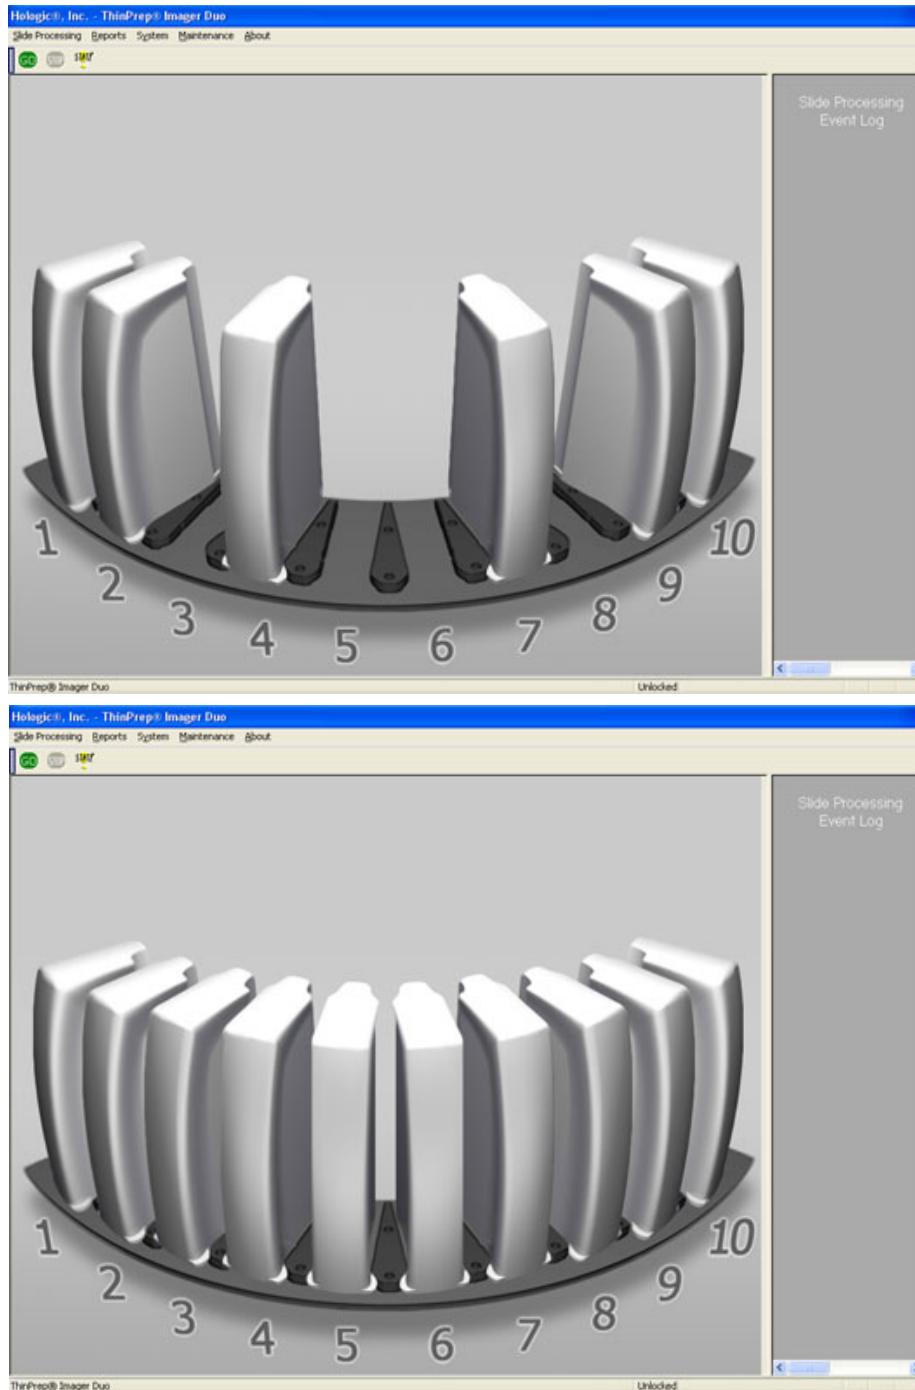 Hologic®, Inc. - ThinPrep® Imager Duo
Slide Processing Reports System Maintenance About
GO STAT
Slide Processing
Event Log
1 2 3 4 5 6 7 8 9 10
ThinPrep® Imager Duo Unlocked
Hologic®, Inc. - ThinPrep® Imager Duo
Slide Processing Reports System Maintenance About
GO STAT
Slide Processing
Event Log
1 2 3 4 5 6 7 8 9 10
ThinPrep® Imager Duo Unlocked